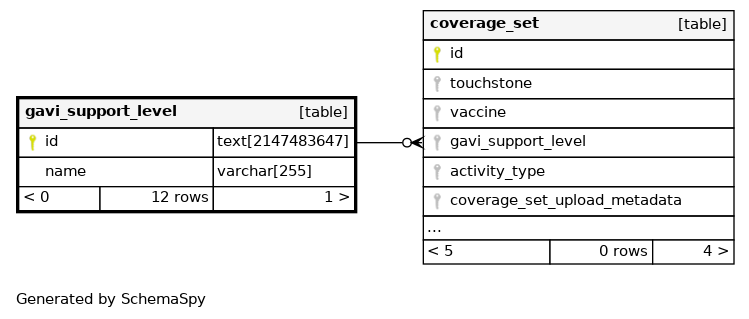 gavi_support_level [table]
id text[2147483647]
name varchar[255]
< 0 12 rows 1 >
coverage_set [table]
id
touchstone
vaccine
gavi_support_level
activity_type
coverage_set_upload_metadata
...
< 5 0 rows 4 >
Generated by SchemaSpy